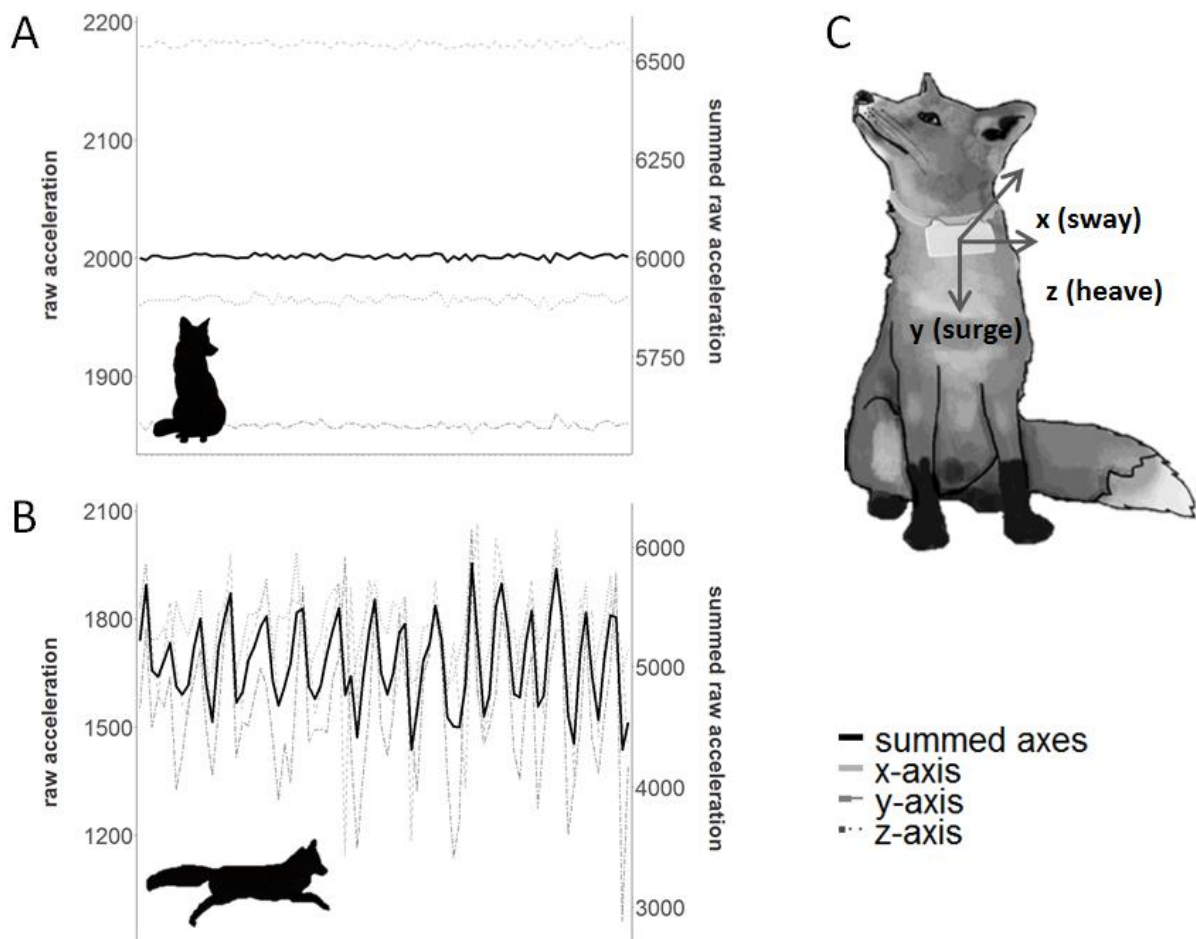 A
2200
2100
2000
1900
raw acceleration
6500
6250
6000
5750
summed raw acceleration
B
2100
1800
1500
1200
raw acceleration
6000
5000
4000
3000
summed raw acceleration
C
x (sway)
z (heave)
y (surge)
summed axes
x-axis
y-axis
z-axis